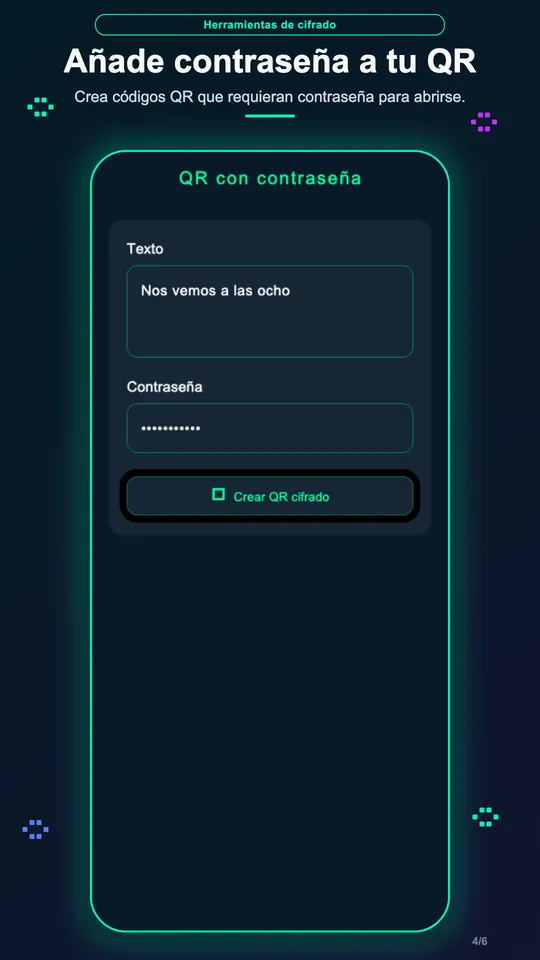 Herramientas de cifrado
Añade contraseña a tu QR
Crea códigos QR que requieran contraseña para abrirse.
QR con contraseña
Texto
Nos vemos a las ocho
Contraseña
•••••••••••
Crear QR cifrado
4/6